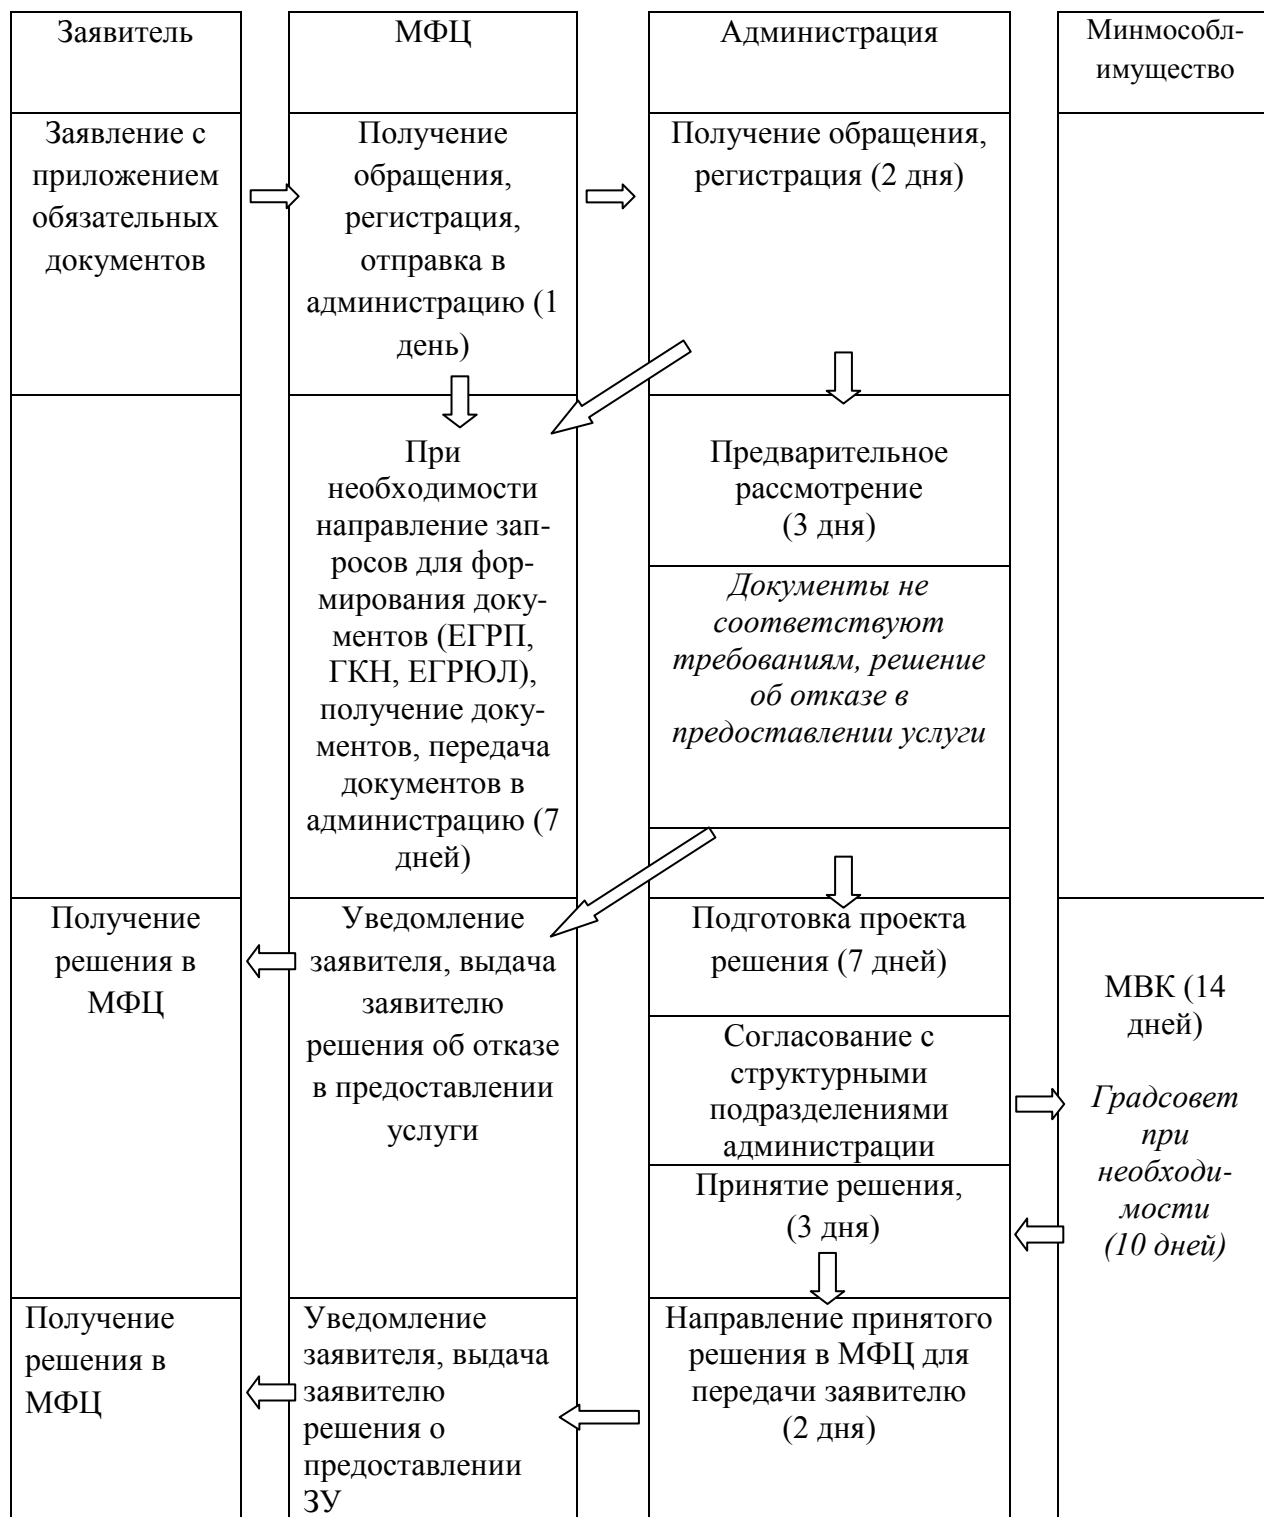 Заявитель
МФЦ
Администрация
Минмособл-
имущество
Заявление с
приложением
обязательных
документов
Получение
обращения,
регистрация,
отправка в
администрацию (1
день)
Получение обращения,
регистрация (2 дня)
При
необходимости
направление зап-
росов для фор-
мирования доку-
ментов (ЕГРП,
ГКН, ЕГРЮЛ),
получение доку-
ментов, передача
документов в
администрацию (7
дней)
Предварительное
рассмотрение
(3 дня)
Документы не
соответствуют
требованиям, решение
об отказе в
предоставлении услуги
Получение
решения в
МФЦ
Уведомление
заявителя, выдача
заявителю
решения об отказе
в предоставлении
услуги
Подготовка проекта
решения (7 дней)
Согласование с
структурными
подразделениями
администрации
Принятие решения,
(3 дня)
МВК (14
дней)
Градсовет
при
необходи-
мости
(10 дней)
Получение
решения в
МФЦ
Уведомление
заявителя, выдача
заявителю
решения о
предоставлении
ЗУ
Направление принятого
решения в МФЦ для
передачи заявителю
(2 дня)